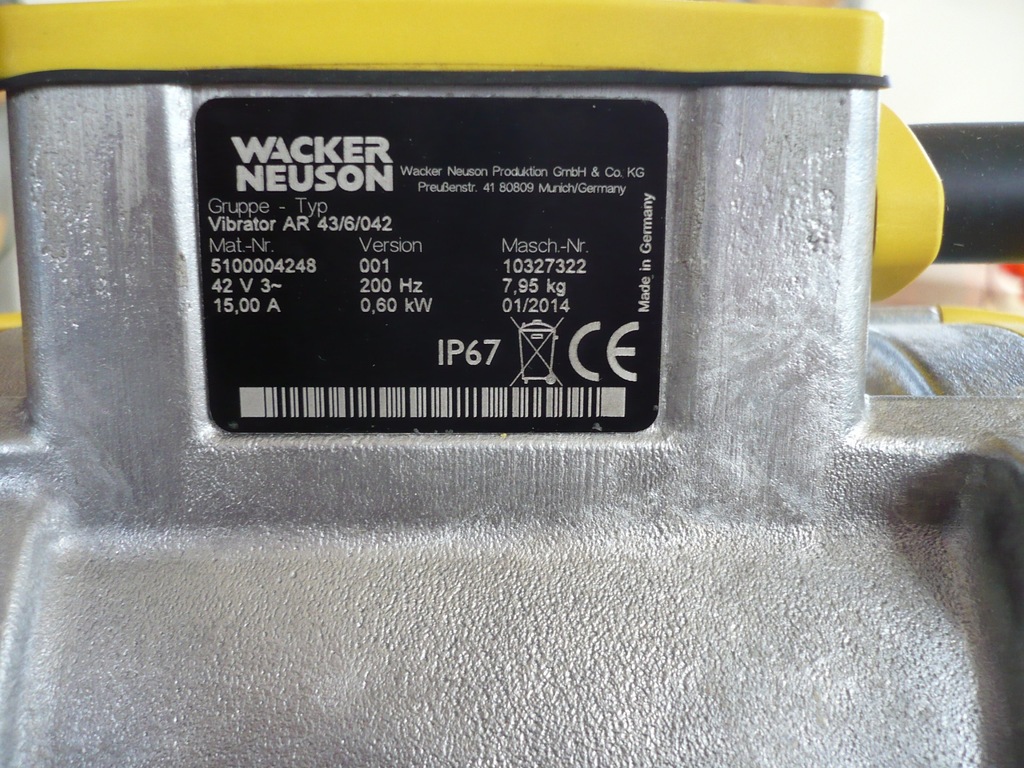 WACKER
NEUSON
Wacker Neuson Produktion GmbH & Co. KG
Preußenstr. 41 80809 Munich/Germany
Gruppe - Typ
Vibrator AR 43/6/042
Mat.-Nr. Version Masch.-Nr.
5100004248 001 10327322
42 V 3~ 200 Hz 7,95 kg
15,00 A 0,60 kW 01/2014
Made in Germany
IP67 CE